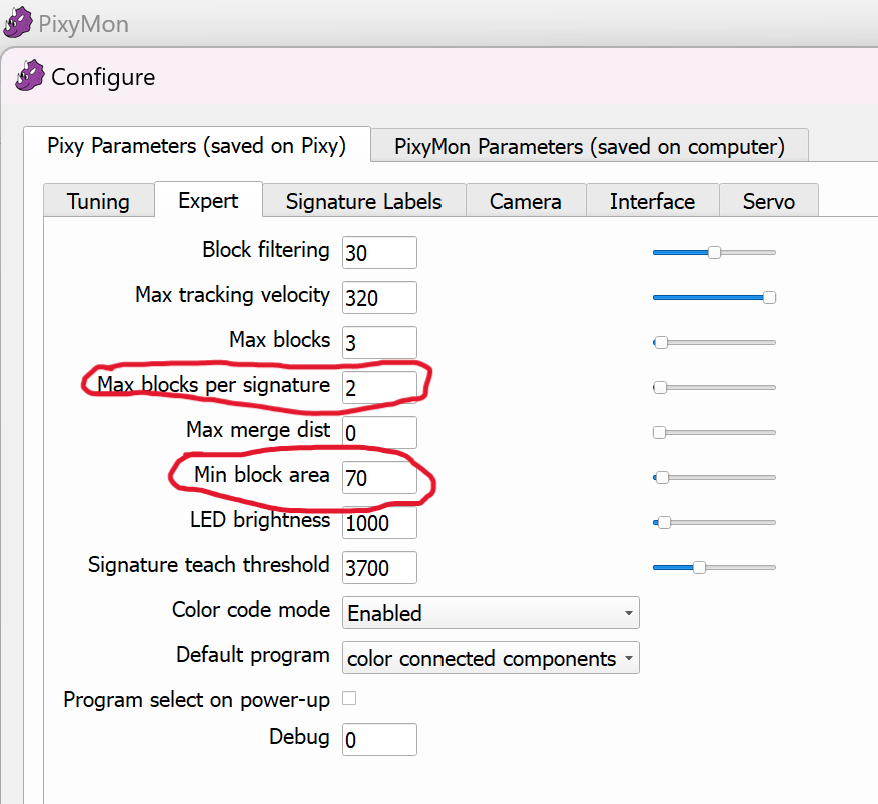 PixyMon
Configure
Pixy Parameters (saved on Pixy) PixyMon Parameters (saved on computer)
Tuning Expert Signature Labels Camera Interface Servo
Block filtering 30
Max tracking velocity 320
Max blocks 3
Max blocks per signature 2
Max merge dist 0
Min block area 70
LED brightness 1000
Signature teach threshold 3700
Color code mode Enabled
Default program color connected components
Program select on power-up
Debug 0